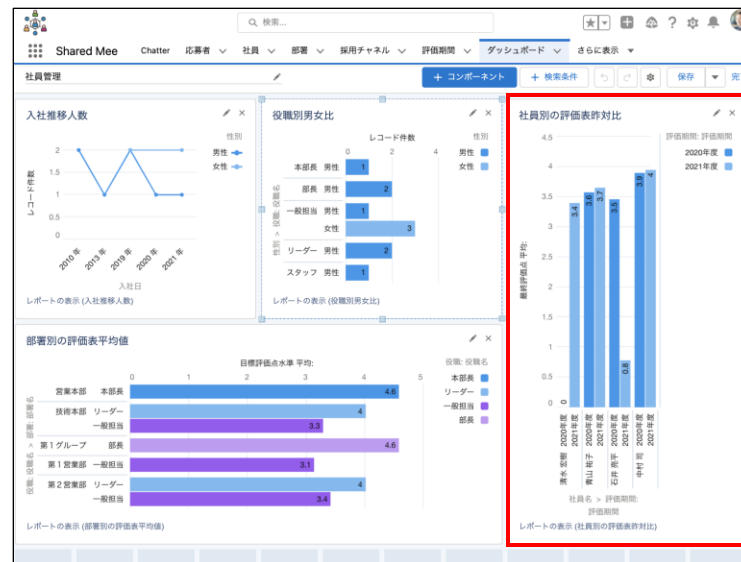 検索...
Shared Mee
Chatter 応募者 社員 部署 採用チャネル 評価期間 ダッシュボード さらに表示
社員管理
+ コンポーネント
+ 検索条件
保存
完
入社推移人数
性別
男性
女性
レコード件数
2
1.5
1
0.5
0
2010 年 2013 年 2019 年 2020 年 2021 年
入社日
レポートの表示 (入社推移人数)
役職別男女比
レコード件数
0 2 4
性別
男性
女性
性別 > 役職: 役職名
本部長 男性 1
部長 男性 2
一般担当 男性 1
女性 3
リーダー 男性 2
スタッフ 男性 1
レポートの表示 (役職別男女比)
社員別の評価表昨対比
評価期間: 評価期間
2020年度
2021年度
最終評価点 平均:
4.5
4
3.5
3
2.5
2
1.5
1
0.5
0
0 3.4 3.6 3.7 3.5 0.8 3.9 4
2020年度 2021年度 2020年度 2021年度 2020年度 2021年度 2020年度 2021年度
清水 宏樹 青山 祐子 石井 亮平 中村 司
社員名 > 評価期間:
評価期間
レポートの表示 (社員別の評価表昨対比)
部署別の評価表平均値
目標評価点水準 平均:
0 1 2 3 4 5
役職: 役職名
本部長
リーダー
一般担当
部長
役職: 役職名 > 部署: 部署名
営業本部 本部長 4.6
技術本部 リーダー 4
一般担当 3.3
第1グループ 部長 4.6
第1営業部 一般担当 3.1
第2営業部 リーダー 4
一般担当 3.4
レポートの表示 (部署別の評価表平均値)